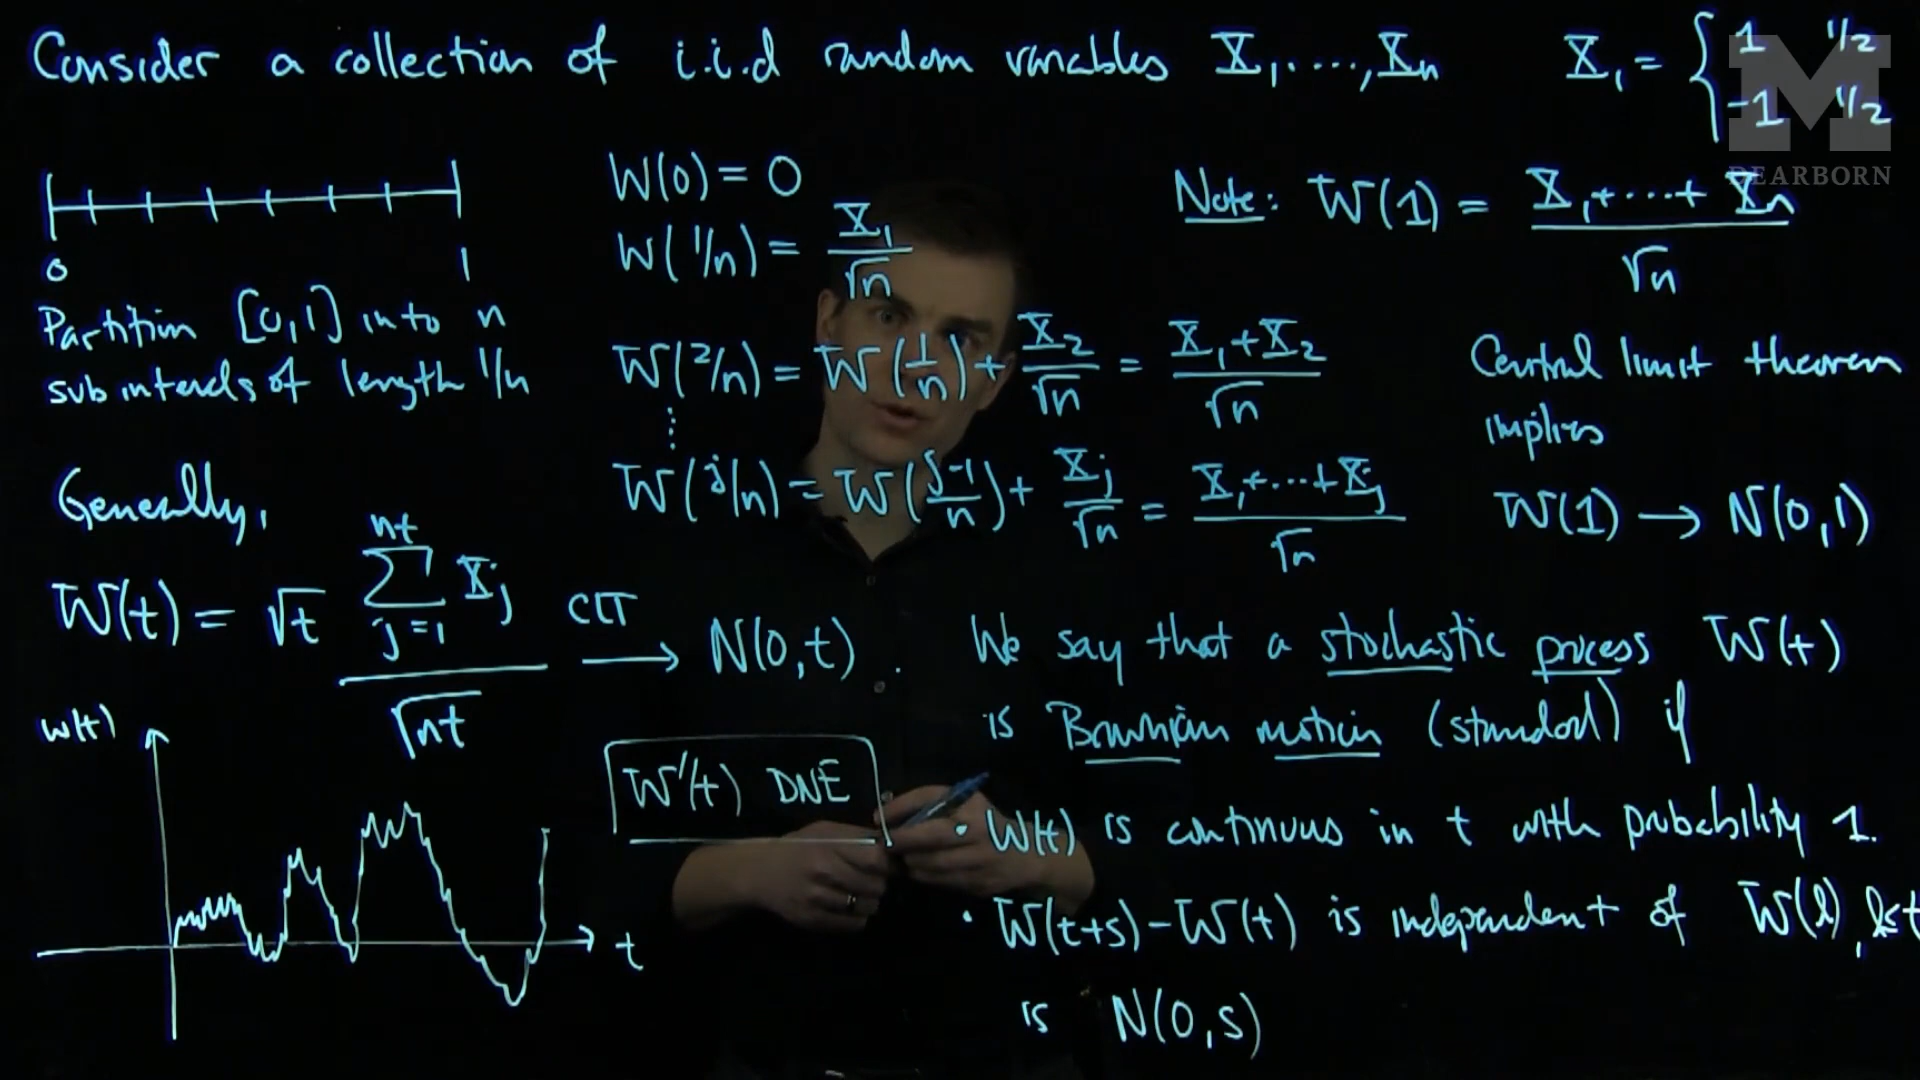 Consider a collection of i.i.d random variables X₁,...,Xₙ X₁ = { 1 1/2
-1 1/2
DEARBORN
0 1
Partition [0,1] into n
sub intervals of length 1/n
W(0) = 0
W(1/n) = X₁/√n
W(2/n) = W(1/n) + X₂/√n = (X₁+X₂)/√n
⋮
W(j/n) = W((j-1)/n) + Xⱼ/√n = (X₁+...+Xⱼ)/√n
Note: W(1) = (X₁+...+Xₙ)/√n
Central limit theorem
implies
W(1) → N(0,1)
Generally,
W(t) = √t (∑_{j=1}^{nt} Xⱼ)/√nt CLT → N(0,t).
W(t)
t
W'(t) DNE
We say that a stochastic process W(t)
is Brownian motion (standard) if
• W(t) is continuous in t with probability 1.
• W(t+s)-W(t) is independent of W(l), l≤t
is N(0,s)